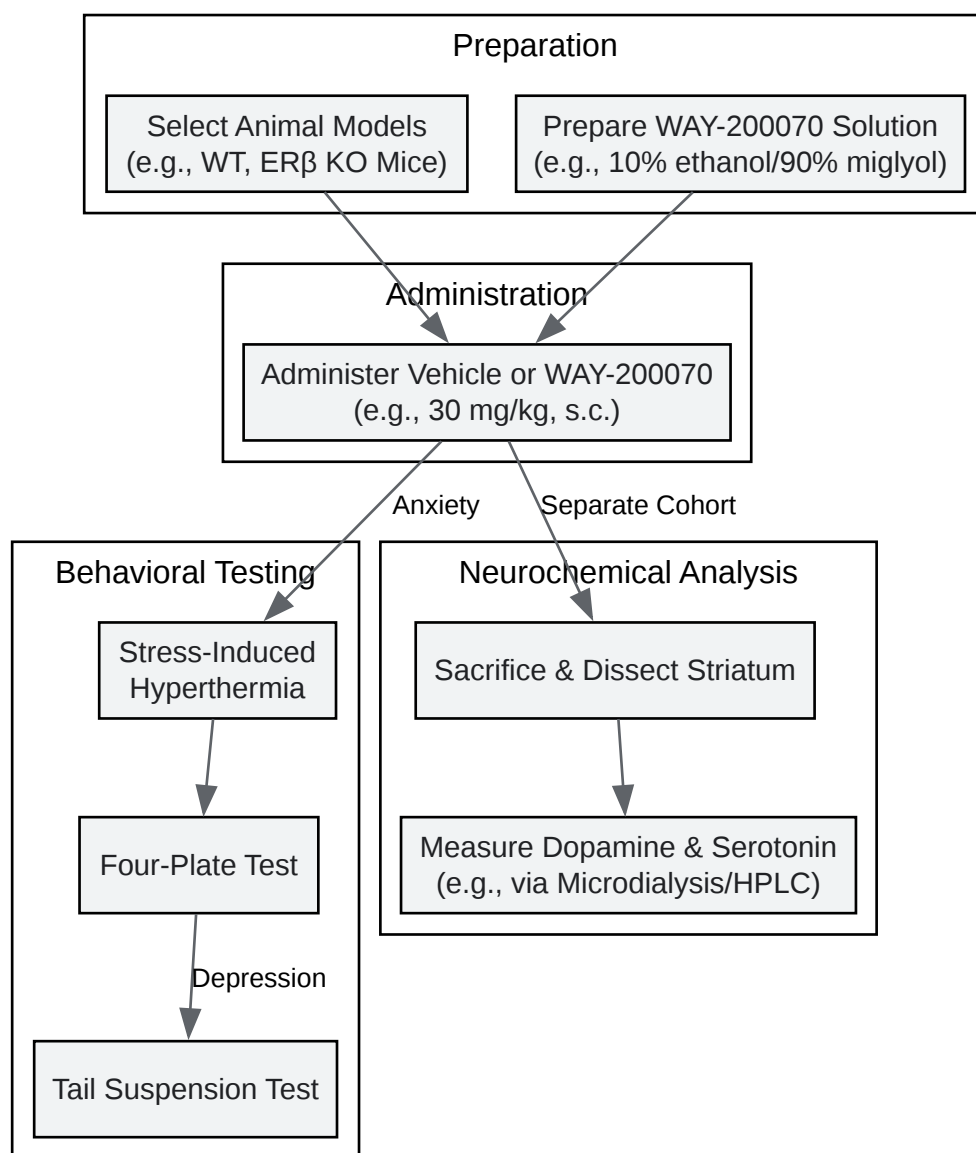 Preparation
Select Animal Models
(e.g., WT, ERβ KO Mice)
Prepare WAY-200070 Solution
(e.g., 10% ethanol/90% miglyol)
Administration
Administer Vehicle or WAY-200070
(e.g., 30 mg/kg, s.c.)
Anxiety
Separate Cohort
Behavioral Testing
Stress-Induced
Hyperthermia
Four-Plate Test
Depression
Tail Suspension Test
Neurochemical Analysis
Sacrifice & Dissect Striatum
Measure Dopamine & Serotonin
(e.g., via Microdialysis/HPLC)